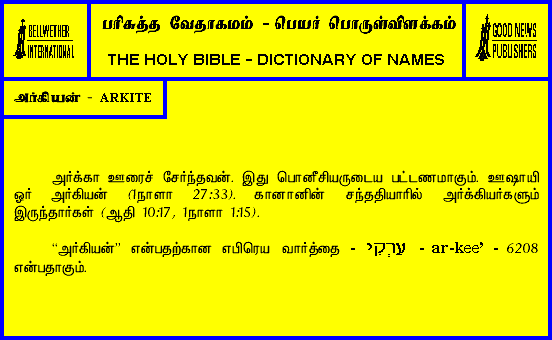 BELLWETHER
INTERNATIONAL
பரிசுத்த வேதாகமம் - பெயர் பொருள்விளக்கம்
THE HOLY BIBLE - DICTIONARY OF NAMES
GOOD NEWS
PUBLISHERS
அர்கியன் - ARKITE
அர்க்கா ஊரைச் சேர்ந்தவன். இது பொனீசியருடைய பட்டணமாகும். ஊஷாயி
ஓர் அர்கியன் (1நாளா 27:33). கானானின் சந்ததியாரில் அர்க்கியர்களும்
இருந்தார்கள் (ஆதி 10:17, 1நாளா 1:15).
“அர்கியன்” என்பதற்கான எபிரெய வார்த்தை - עַרְקִי - ar-kee’ - 6208
என்பதாகும்.